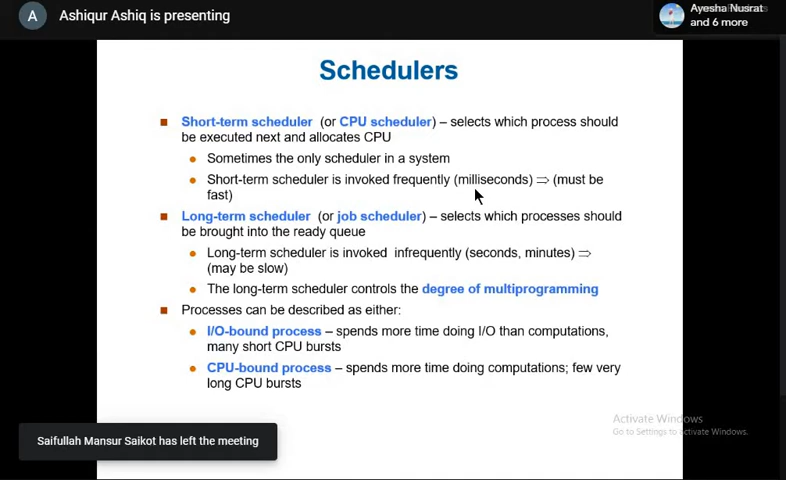 A
Ashiqur Ashiq is presenting
Ayesha Nusrat
and 6 more
Schedulers
Short-term scheduler (or CPU scheduler) – selects which process should
be executed next and allocates CPU
Sometimes the only scheduler in a system
Short-term scheduler is invoked frequently (milliseconds) ⇒ (must be
fast)
Long-term scheduler (or job scheduler) – selects which processes should
be brought into the ready queue
Long-term scheduler is invoked infrequently (seconds, minutes) ⇒
(may be slow)
The long-term scheduler controls the degree of multiprogramming
Processes can be described as either:
I/O-bound process – spends more time doing I/O than computations,
many short CPU bursts
CPU-bound process – spends more time doing computations; few very
long CPU bursts
Activate Windows
Go to Settings to activate Windows.
Saifullah Mansur Saikot has left the meeting